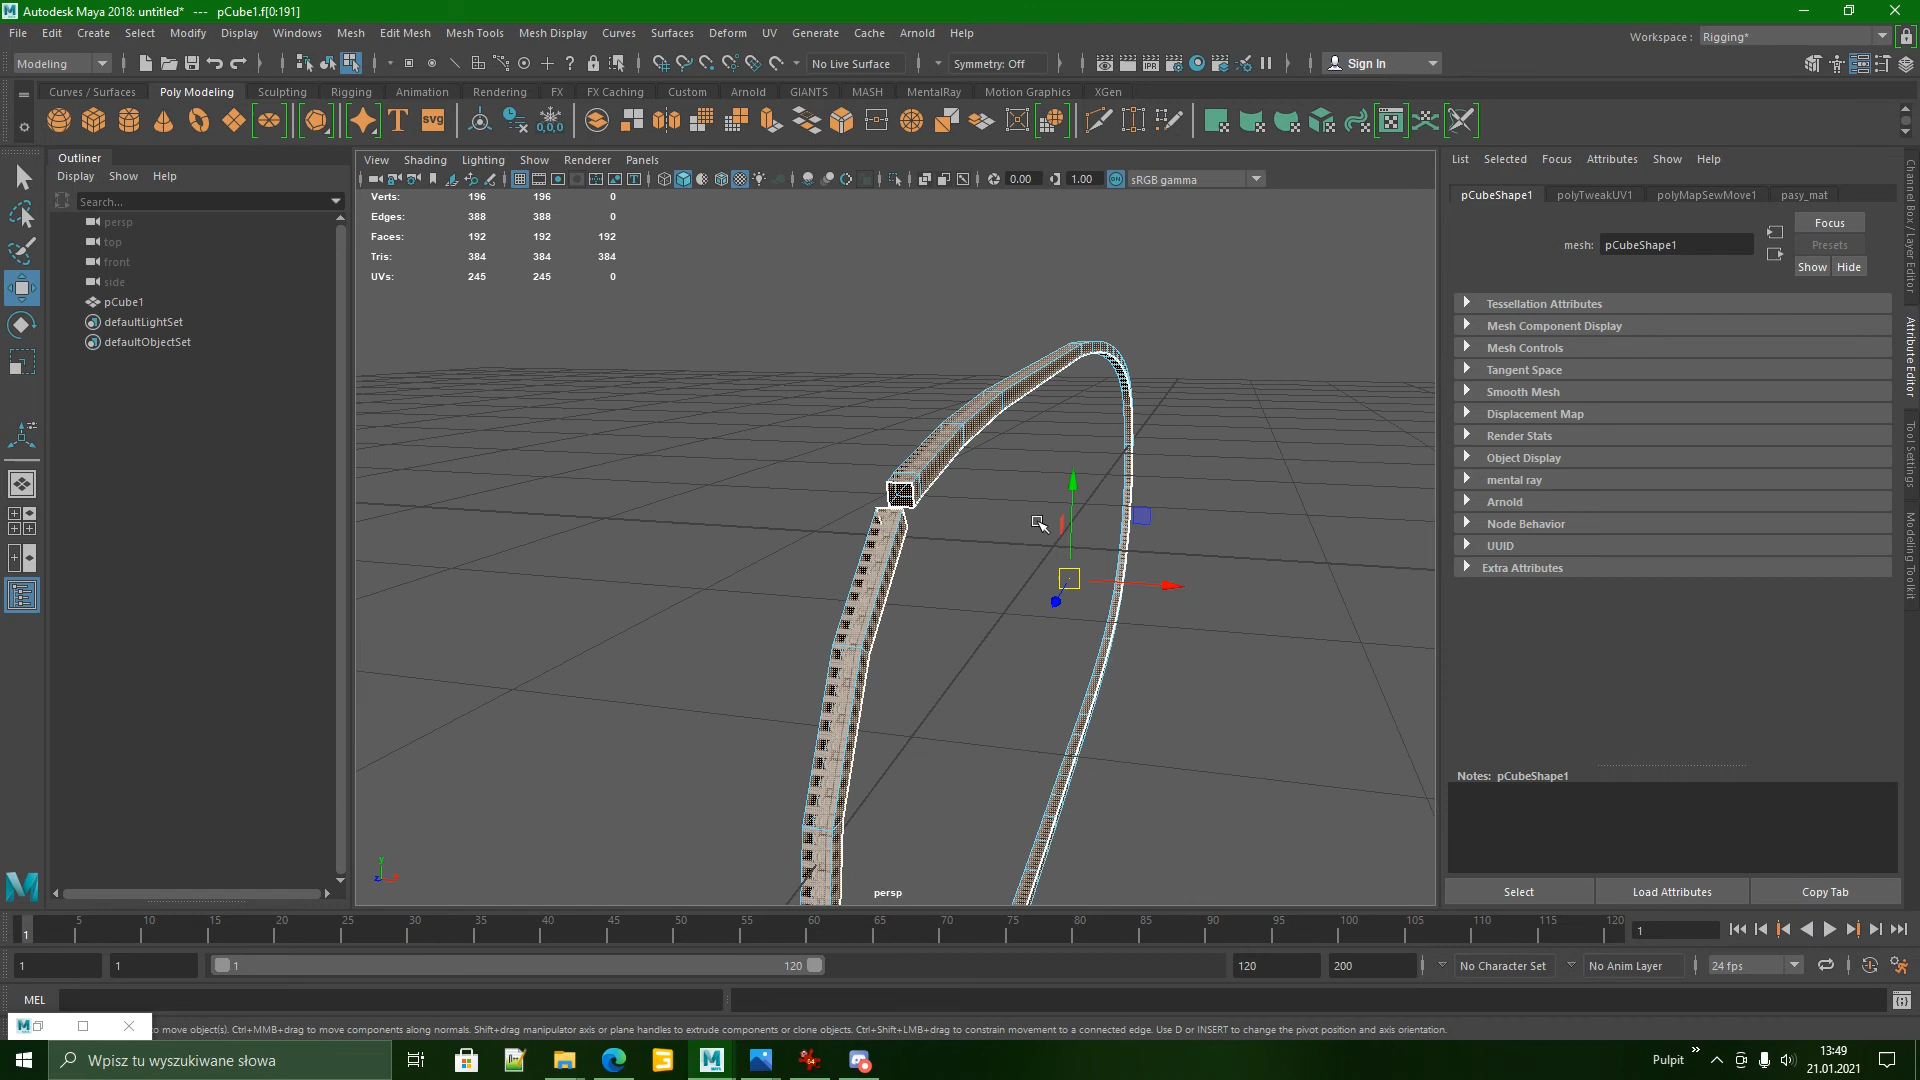 Autodesk Maya 2018: untitled* --- pCube1.f[0:191]
File Edit Create Select Modify Display Windows Mesh Edit Mesh Mesh Tools Mesh Display Curves Surfaces Deform UV Generate Cache Arnold Help
Workspace : Rigging*
Modeling No Live Surface Symmetry: Off Sign In
Curves / Surfaces Poly Modeling Sculpting Rigging Animation Rendering FX FX Caching Custom Arnold GIANTS MASH MentalRay Motion Graphics XGen
T svg 0,0,0
Outliner
Display Show Help
Search...
persp
top
front
side
pCube1
defaultLightSet
defaultObjectSet
View Shading Lighting Show Renderer Panels
0.00 1.00 ON sRGB gamma
Verts: 196 196 0
Edges: 388 388 0
Faces: 192 192 192
Tris: 384 384 384
UVs: 245 245 0
persp
y
z x
List Selected Focus Attributes Show Help
pCubeShape1 polyTweakUV1 polyMapSewMove1 pasy_mat
Focus
Presets
mesh: pCubeShape1
Show Hide
Tessellation Attributes
Mesh Component Display
Mesh Controls
Tangent Space
Smooth Mesh
Displacement Map
Render Stats
Object Display
mental ray
Arnold
Node Behavior
UUID
Extra Attributes
Notes: pCubeShape1
Select Load Attributes Copy Tab
Channel Box / Layer Editor
Attribute Editor
Tool Settings
Modeling Toolkit
1 5 10 15 20 25 30 35 40 45 50 55 60 65 70 75 80 85 90 95 100 105 110 115 120 1
1 1 1 120 120 200 No Character Set No Anim Layer 24 fps
MEL
to move object(s). Ctrl+MMB+drag to move components along normals. Shift+drag manipulator axis or plane handles to extrude components or clone objects. Ctrl+Shift+LMB+drag to constrain movement to a connected edge. Use D or INSERT to change the pivot position and axis orientation.
Wpisz tu wyszukiwane słowa
Pulpit
13:49
21.01.2021